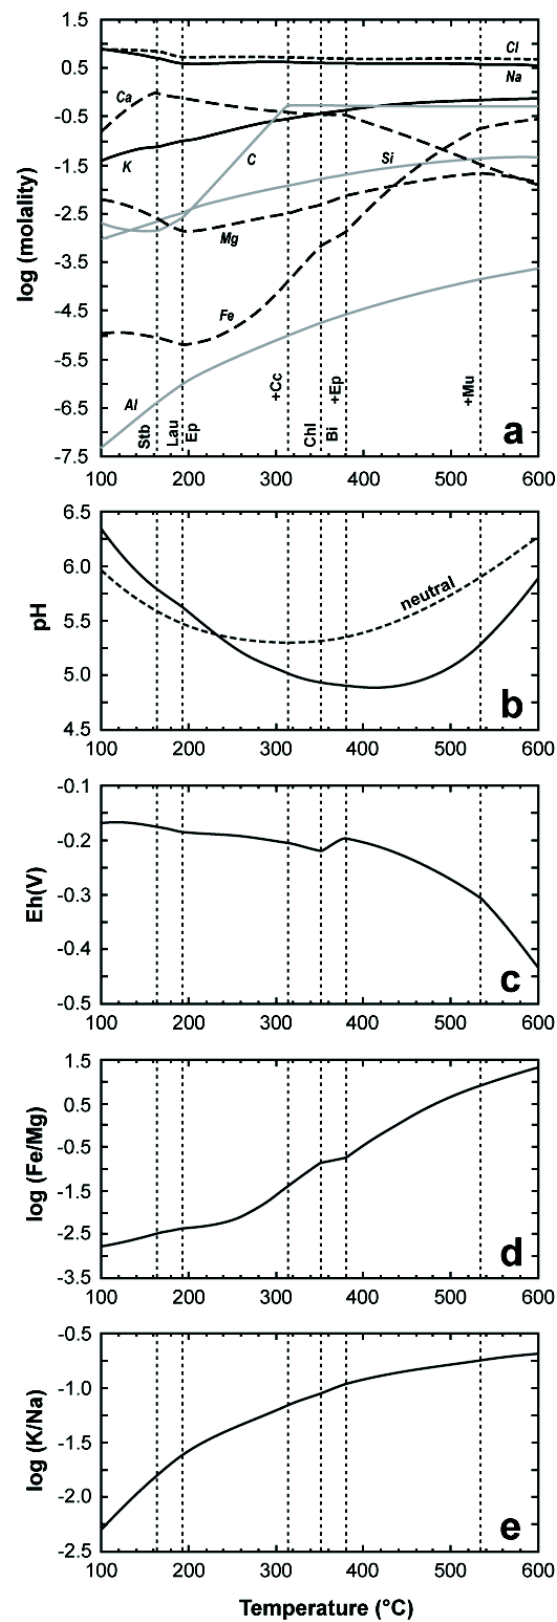 1.5
0.5
-0.5
-1.5
-2.5
-3.5
-4.5
-5.5
-6.5
-7.5
log (molality)
Cl
Na
Ca
K
C
Si
Mg
Fe
Al
Stb
Lau
Ep
+Cc
Chl
Bi
+Ep
+Mu
a
100 200 300 400 500 600
6.5
6.0
5.5
5.0
4.5
pH
neutral
b
100 200 300 400 500 600
-0.1
-0.2
-0.3
-0.4
-0.5
Eh(V)
c
100 200 300 400 500 600
1.5
0.5
-0.5
-1.5
-2.5
-3.5
log (Fe/Mg)
d
100 200 300 400 500 600
-0.5
-1.0
-1.5
-2.0
-2.5
log (K/Na)
e
100 200 300 400 500 600
Temperature (°C)